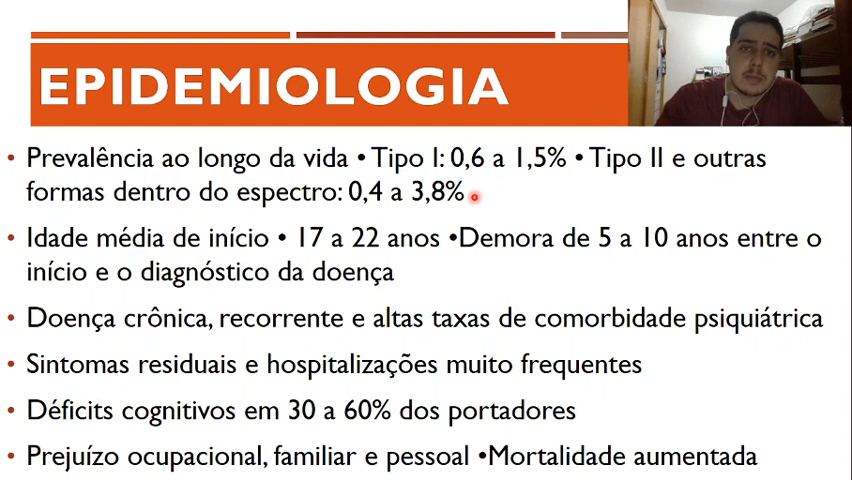 EPIDEMIOLOGIA
• Prevalência ao longo da vida • Tipo I: 0,6 a 1,5% • Tipo II e outras
formas dentro do espectro: 0,4 a 3,8%
• Idade média de início • 17 a 22 anos •Demora de 5 a 10 anos entre o
início e o diagnóstico da doença
• Doença crônica, recorrente e altas taxas de comorbidade psiquiátrica
• Sintomas residuais e hospitalizações muito frequentes
• Déficits cognitivos em 30 a 60% dos portadores
• Prejuízo ocupacional, familiar e pessoal •Mortalidade aumentada